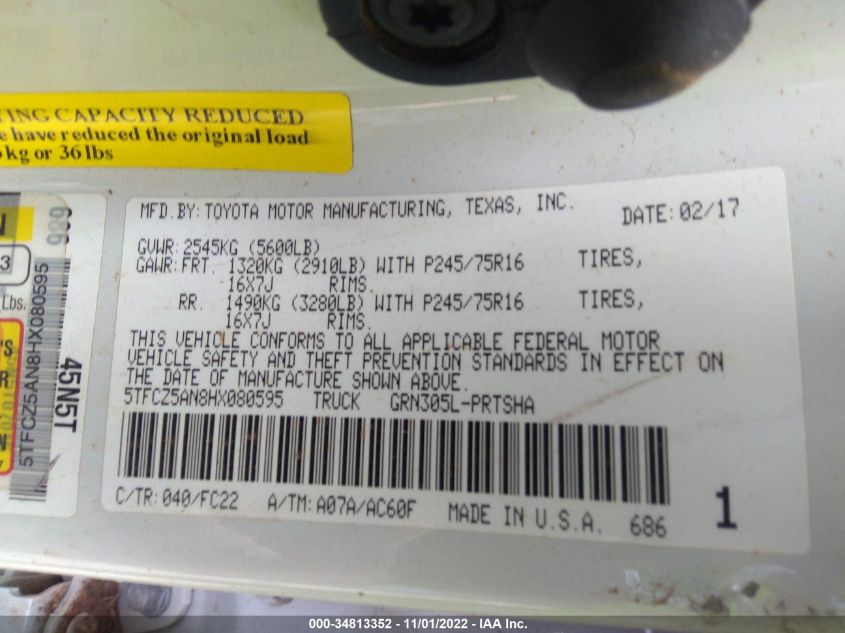 TING CAPACITY REDUCED
e have reduced the original load
kg or 36 lbs
MFD.BY: TOYOTA MOTOR MANUFACTURING, TEXAS, INC. DATE: 02/17
GVWR: 2545KG (5600LB)
GAWR: FRT. 1320KG (2910LB) WITH P245/75R16 TIRES,
16X7J RIMS.
RR. 1490KG (3280LB) WITH P245/75R16 TIRES,
16X7J RIMS.
THIS VEHICLE CONFORMS TO ALL APPLICABLE FEDERAL MOTOR
VEHICLE SAFETY AND THEFT PREVENTION STANDARDS IN EFFECT ON
THE DATE OF MANUFACTURE SHOWN ABOVE.
5TFCZ5AN8HX080595 TRUCK GRN305L-PRTSHA
C/TR: 040/FC22 A/TM: A07A/AC60F MADE IN U.S.A. 686 1
3
Lbs.
5TFCZ5AN8HX080595
45N5T
000-34813352 - 11/01/2022 - IAA Inc.